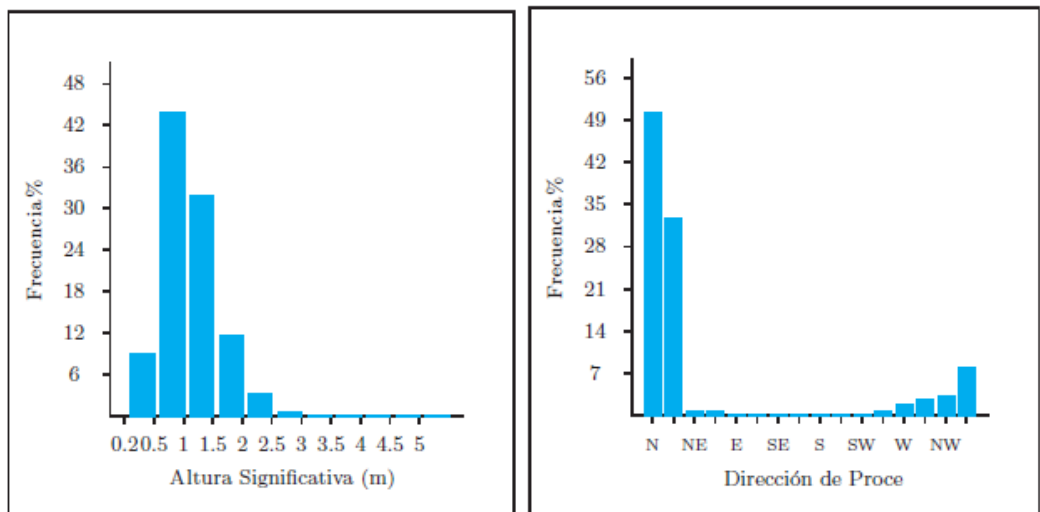 48
42
36
30
24
18
12
6
Frecuencia%
0.20.5 1 1.5 2 2.5 3 3.5 4 4.5 5
Altura Significativa (m)
56
49
42
35
28
21
14
7
Frecuencia%
N NE E SE S SW W NW
Dirección de Proce